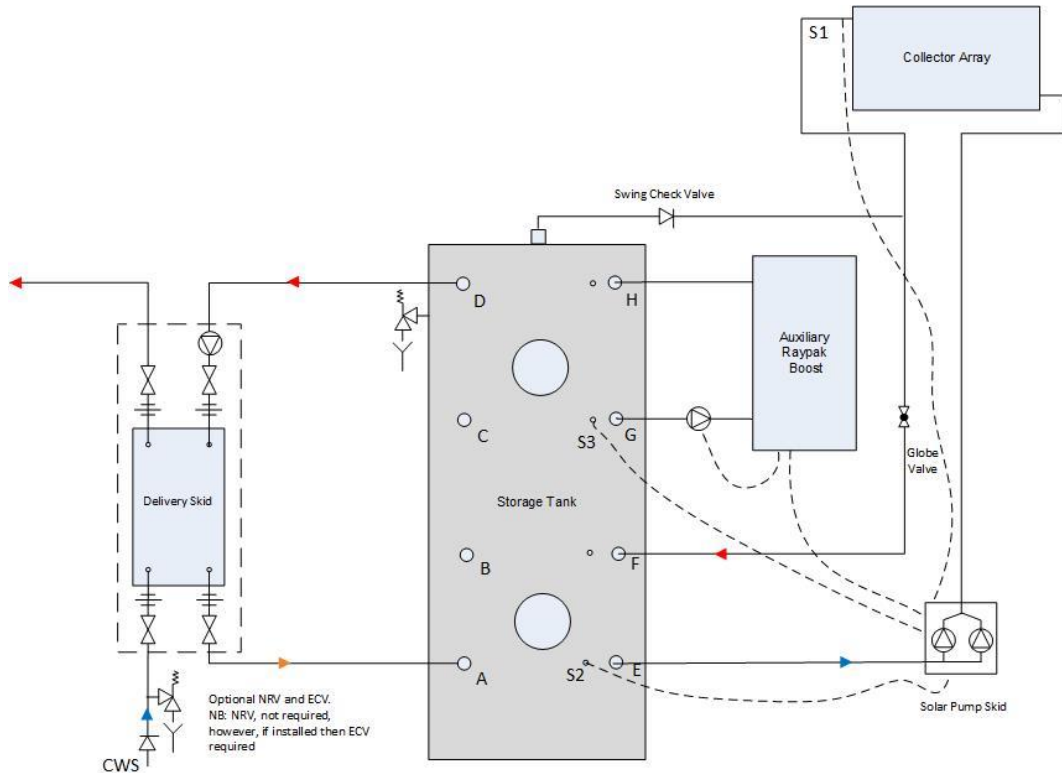 S1
Collector Array
Swing Check Valve
D
H
Auxiliary
Raypak
Boost
C
S3
G
Globe
Valve
Delivery Skid
Storage Tank
B
F
A
S2
E
Optional NRV and ECV.
NB: NRV, not required,
however, if installed then ECV
required
Solar Pump Skid
CWS